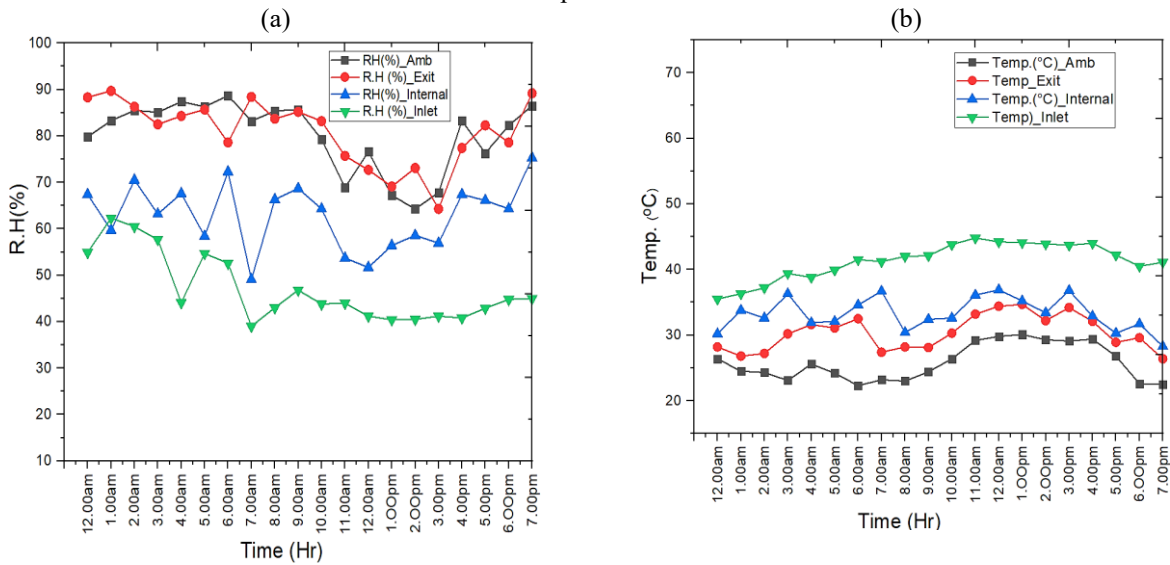 (a)
100
90
80
70
60
50
40
30
20
10
R.H(%)
RH(%)_Amb
R.H (%)_Exit
RH(%)_Internal
R.H (%)_Inlet
12.00am
1.00am
2.00am
3.00am
4.00am
5.00am
6.00am
7.00am
8.00am
9.00am
10.00am
11.00am
12.00am
1.OOpm
2.OOpm
3.00pm
4.00pm
5.00pm
6.OOpm
7.00pm
Time (Hr)
(b)
70
60
50
40
30
20
Temp. (°C)
Temp.(°C)_Amb
Temp_Exit
Temp.(°C)_Internal
Temp)_Inlet
12.00am
1.00am
2.00am
3.00am
4.00am
5.00am
6.00am
7.00am
8.00am
9.00am
10.00am
11.00am
12.00am
1.OOpm
2.OOpm
3.00pm
4.00pm
5.00pm
6.OOpm
7.00pm
Time (Hr)